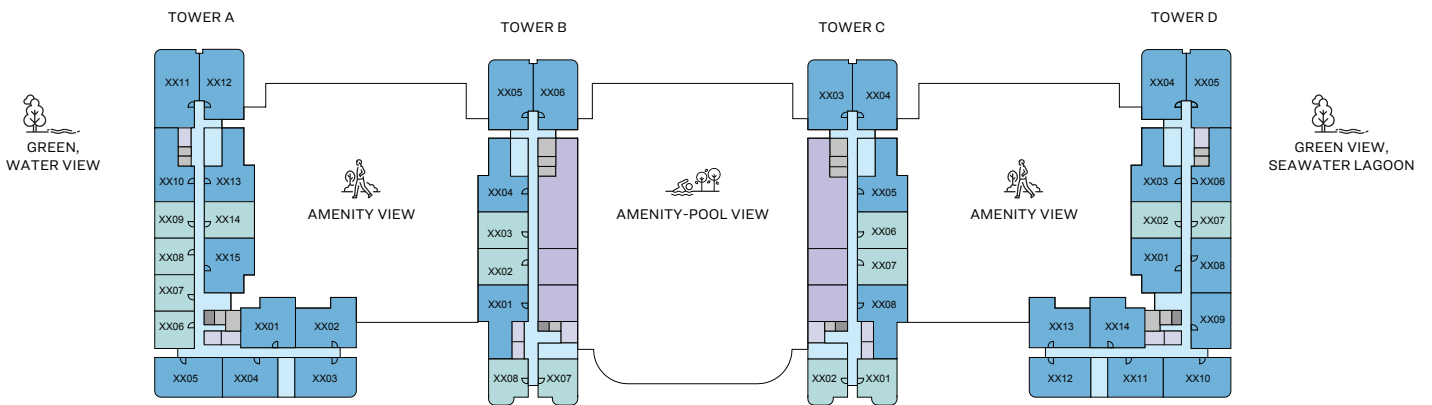 TOWER A
TOWER B
TOWER C
TOWER D
GREEN,
WATER VIEW
XX11
XX12
XX10
XX13
XX09
XX14
XX08
XX15
XX07
XX06
XX01
XX02
XX05
XX04
XX03
AMENITY VIEW
XX05
XX06
XX04
XX03
XX02
XX01
XX08
XX07
AMENITY-POOL VIEW
XX03
XX04
XX05
XX06
XX07
XX08
XX02
XX01
AMENITY VIEW
XX04
XX05
XX03
XX06
XX02
XX07
XX01
XX08
XX09
XX13
XX14
XX12
XX11
XX10
GREEN VIEW,
SEAWATER LAGOON